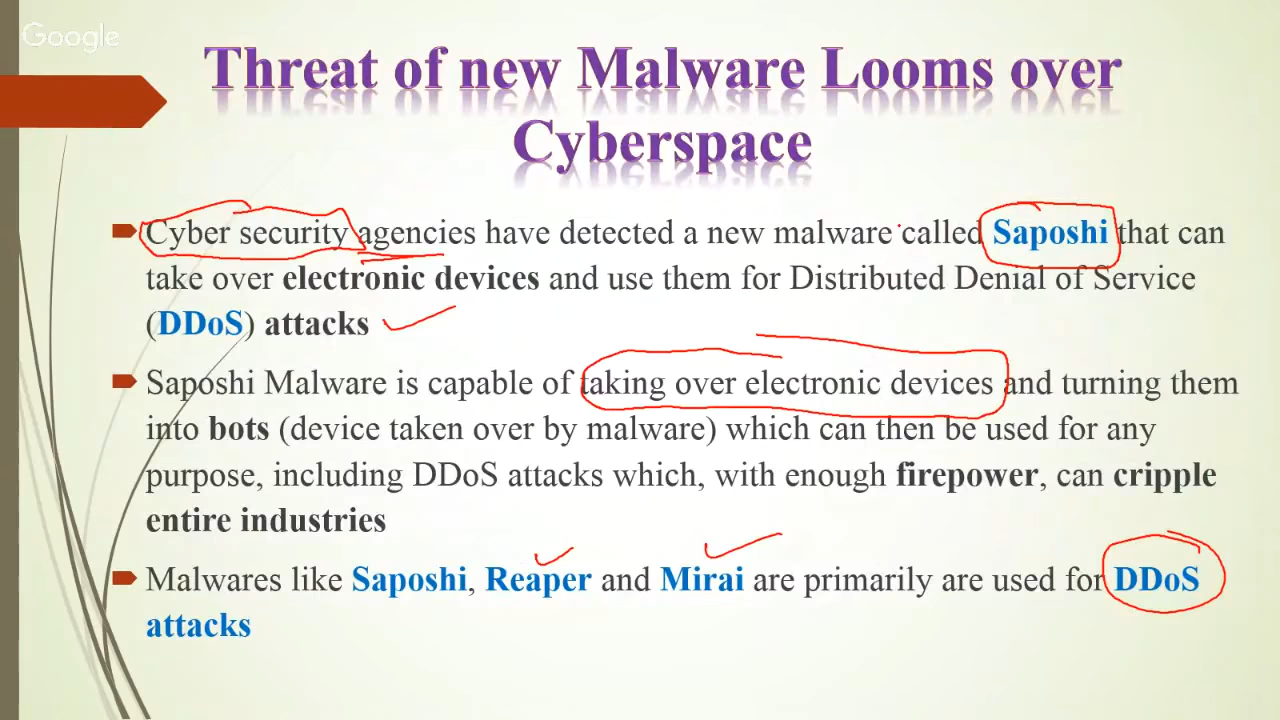 Google
Threat of new Malware Looms over
Cyberspace
Cyber security agencies have detected a new malware called Saposhi that can
take over electronic devices and use them for Distributed Denial of Service
(DDoS) attacks
Saposhi Malware is capable of taking over electronic devices and turning them
into bots (device taken over by malware) which can then be used for any
purpose, including DDoS attacks which, with enough firepower, can cripple
entire industries
Malwares like Saposhi, Reaper and Mirai are primarily are used for DDoS
attacks